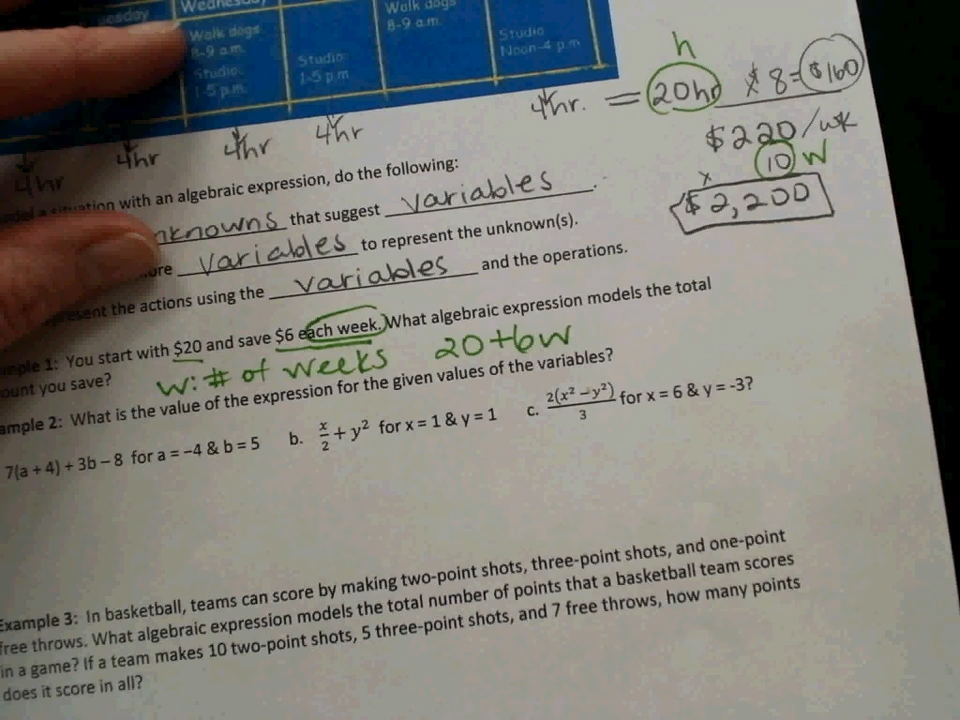 uesday
Wednesday
Walk dogs
8-9 a.m.
Studio
1-5 p.m.
Studio
1-5 p.m
Walk dogs
8-9 a.m.
Studio
Noon-4 p.m
4hr
4hr
4hr
4hr
4hr. = 20hr x 8 = $160
h
$220/wk
x 10 w
$2,200
odel a situation with an algebraic expression, do the following:
nknowns that suggest variables.
ore variables to represent the unknown(s).
present the actions using the variables and the operations.
ample 1: You start with $20 and save $6 each week. What algebraic expression models the total
ount you save?
w: # of weeks 20+6w
ample 2: What is the value of the expression for the given values of the variables?
7(a + 4) + 3b – 8 for a = –4 & b = 5 b. x/2 + y² for x = 1 & y = 1 c. 2(x² – y²)/3 for x = 6 & y = -3?
Example 3: In basketball, teams can score by making two-point shots, three-point shots, and one-point
free throws. What algebraic expression models the total number of points that a basketball team scores
in a game? If a team makes 10 two-point shots, 5 three-point shots, and 7 free throws, how many points
does it score in all?